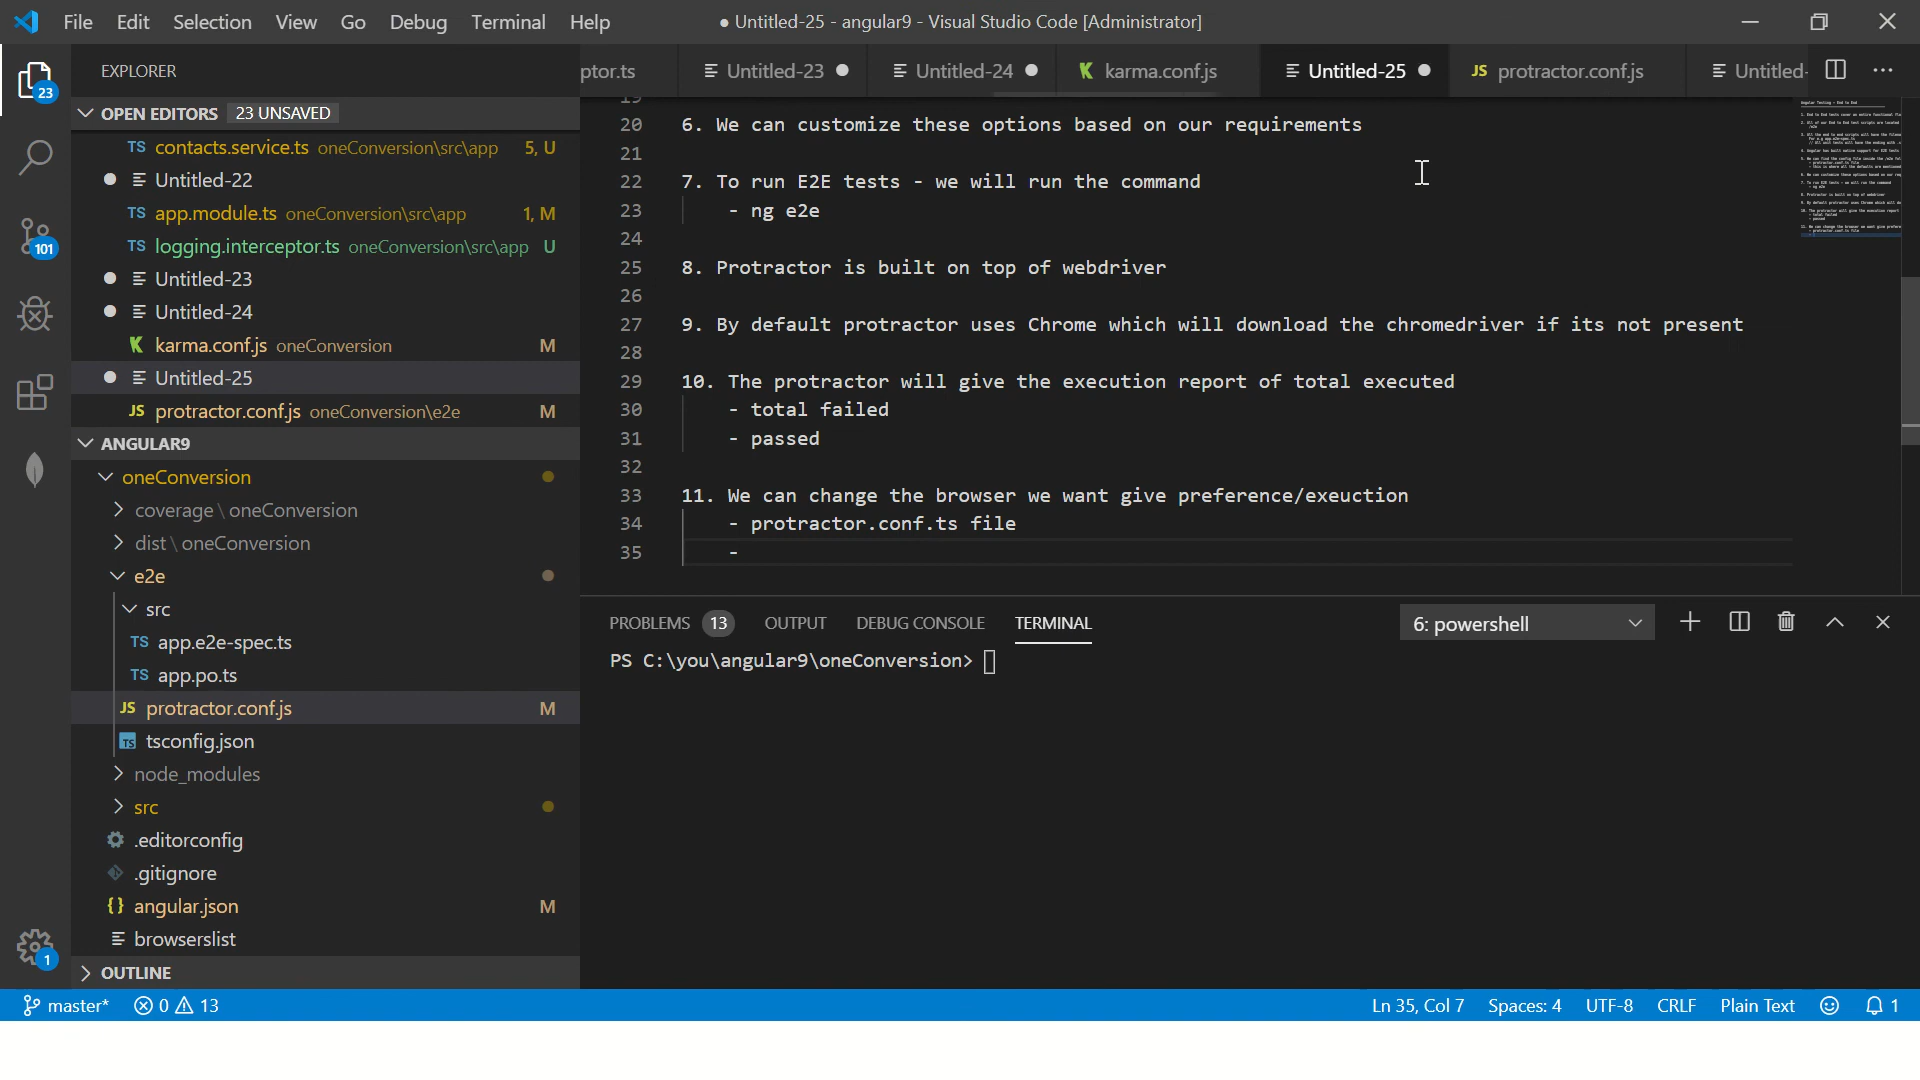 File Edit Selection View Go Debug Terminal Help
● Untitled-25 - angular9 - Visual Studio Code [Administrator]
EXPLORER
ptor.ts
Untitled-23
Untitled-24
karma.conf.js
Untitled-25
JS protractor.conf.js
Untitled-
23
OPEN EDITORS 23 UNSAVED
TS contacts.service.ts oneConversion\src\app 5, U
Untitled-22
TS app.module.ts oneConversion\src\app 1, M
TS logging.interceptor.ts oneConversion\src\app U
Untitled-23
Untitled-24
karma.conf.js oneConversion M
Untitled-25
JS protractor.conf.js oneConversion\e2e M
101
ANGULAR9
oneConversion
coverage \ oneConversion
dist \ oneConversion
e2e
src
TS app.e2e-spec.ts
TS app.po.ts
JS protractor.conf.js M
TS tsconfig.json
node_modules
src
.editorconfig
.gitignore
{} angular.json M
browserslist
OUTLINE
1
19
20 6. We can customize these options based on our requirements
21
22 7. To run E2E tests - we will run the command
23 - ng e2e
24
25 8. Protractor is built on top of webdriver
26
27 9. By default protractor uses Chrome which will download the chromedriver if its not present
28
29 10. The protractor will give the execution report of total executed
30 - total failed
31 - passed
32
33 11. We can change the browser we want give preference/exeuction
34 - protractor.conf.ts file
35 -
PROBLEMS 13 OUTPUT DEBUG CONSOLE TERMINAL
6: powershell
PS C:\you\angular9\oneConversion>
master* 0 13
Ln 35, Col 7 Spaces: 4 UTF-8 CRLF Plain Text 1